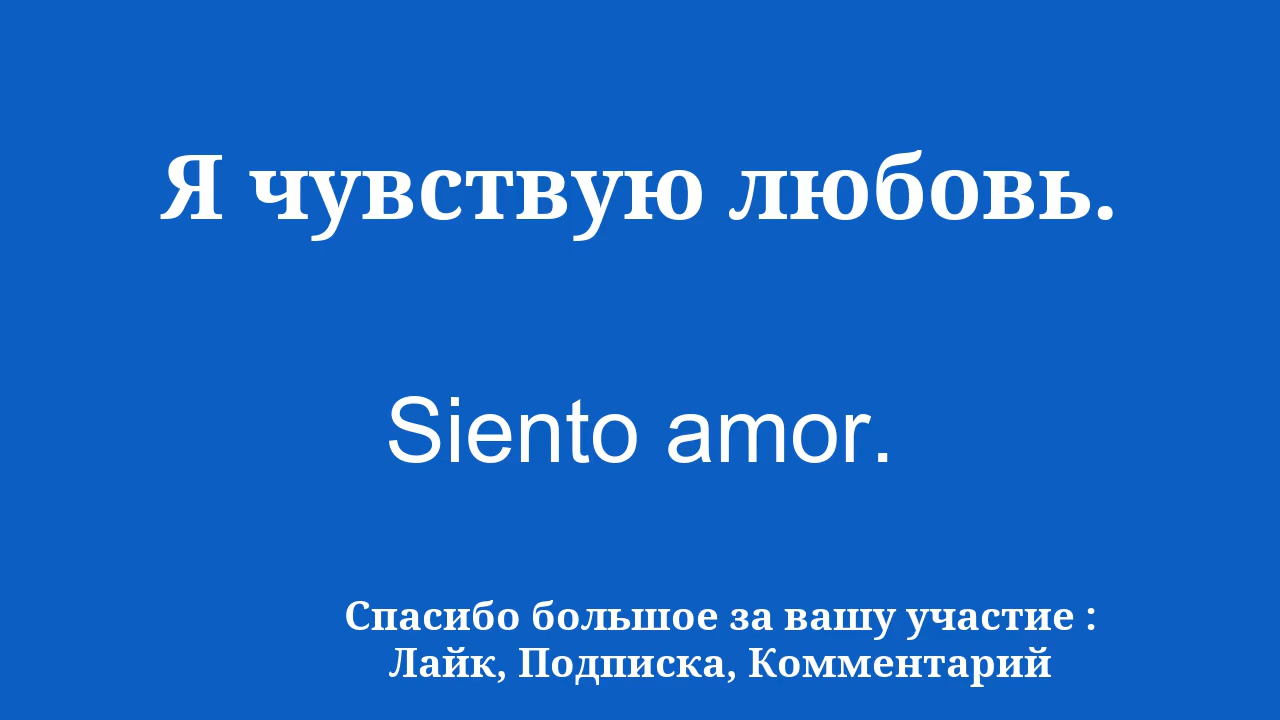 Я чувствую любовь.
Siento amor.
Спасибо большое за вашу участие :
Лайк, Подписка, Комментарий